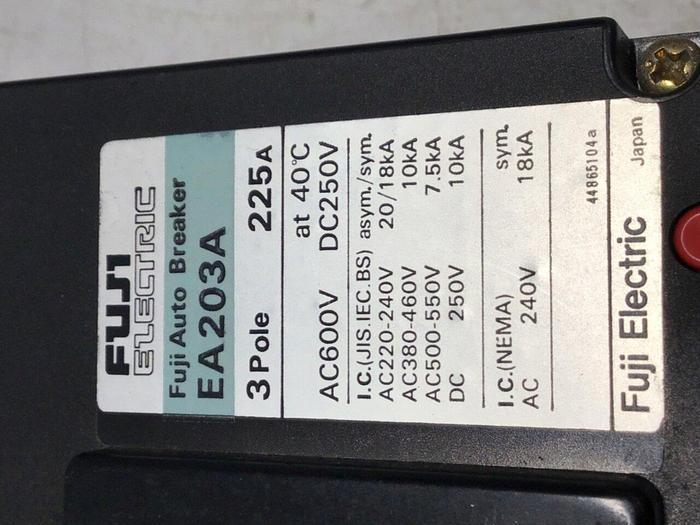 FUJI
ELECTRIC
Fuji Auto Breaker
EA203A
3 Pole 225A
at 40°C
AC600V DC250V
I.C.(JIS.IEC.BS) asym./sym.
AC220-240V 20/18kA
AC380-460V 10kA
AC500-550V 7.5kA
DC 250V 10kA
I.C.(NEMA) sym.
AC 240V 18kA
44865104a
Fuji Electric Japan